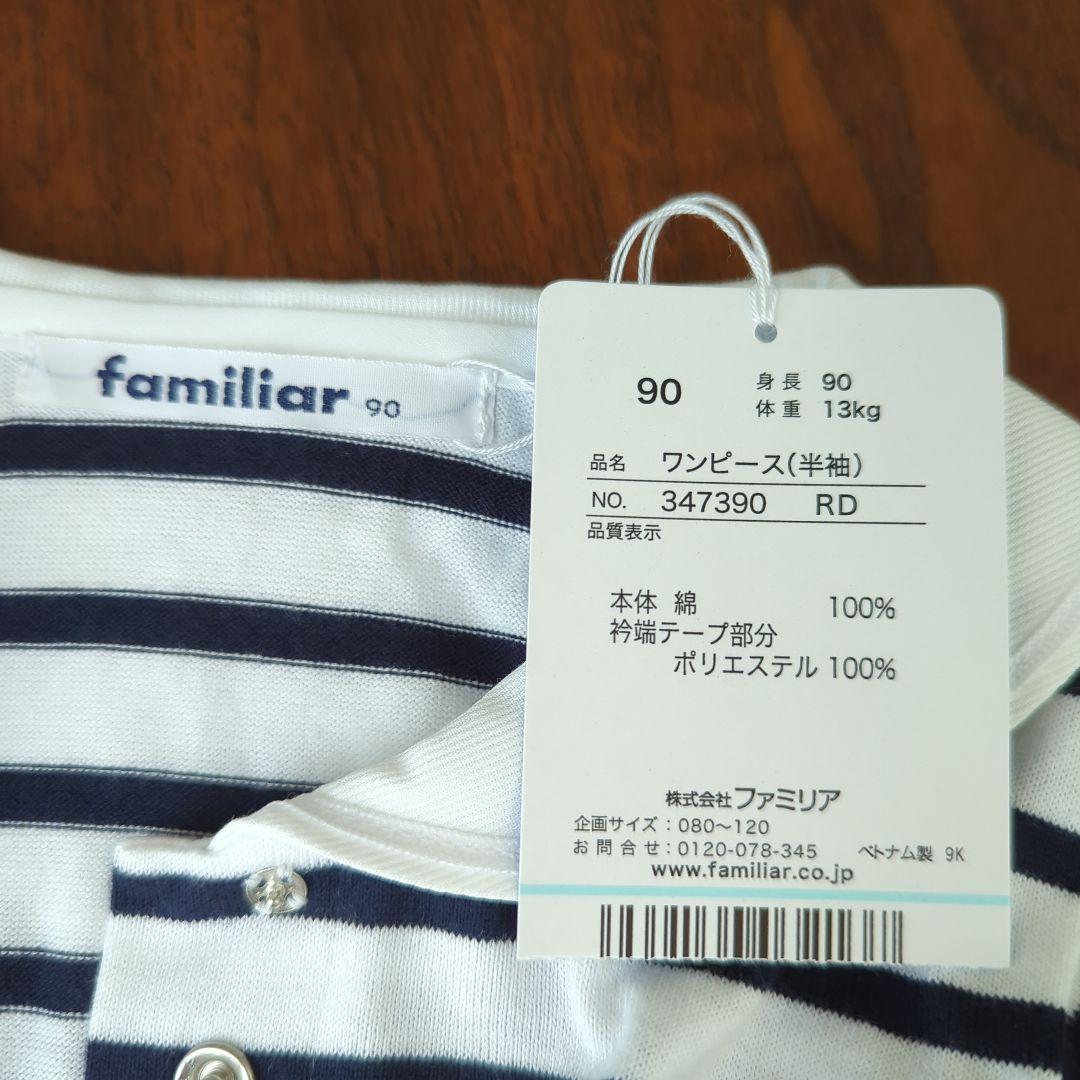 familiar 90
90
身長 90
体重 13kg
品名 ワンピース(半袖)
NO. 347390 RD
品質表示
本体 綿 100%
衿端テープ部分
ポリエステル 100%
株式会社ファミリア
企画サイズ:080~120
お問合せ:0120-078-345 ベトナム製 9K
www.familiar.co.jp